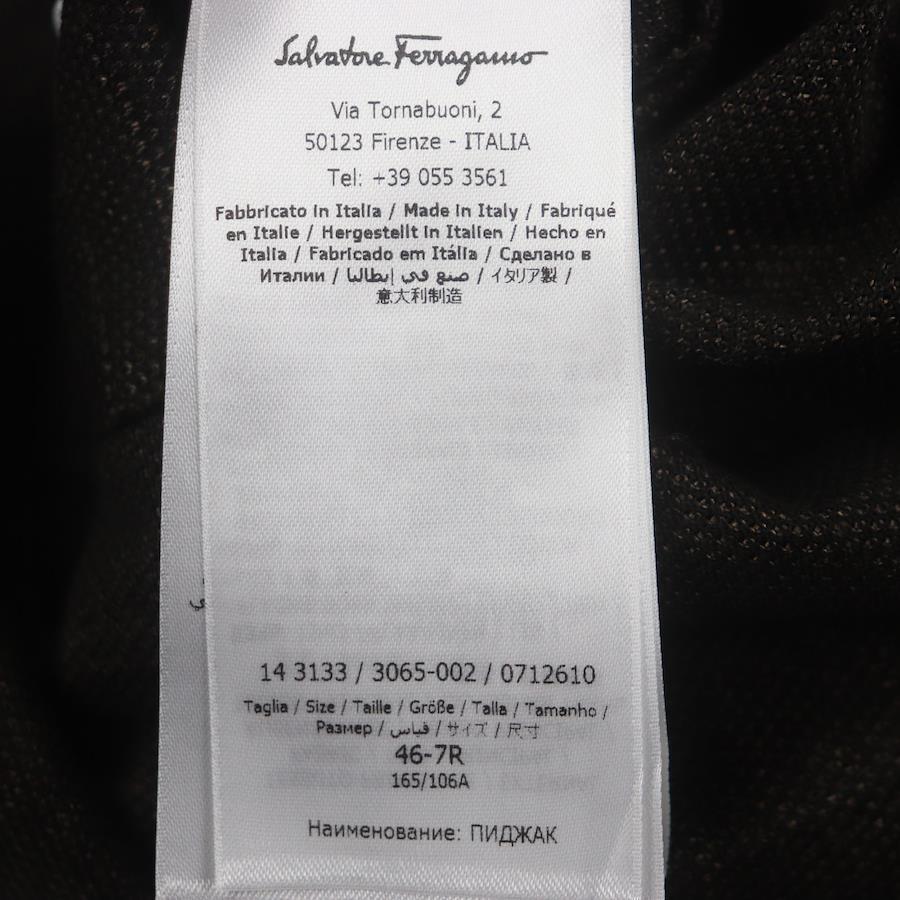 Salvatore Ferragamo
Via Tornabuoni, 2
50123 Firenze - ITALIA
Tel: +39 055 3561
Fabbricato in Italia / Made in Italy / Fabriqué
en Italie / Hergestellt in Italien / Hecho en
Italia / Fabricado em Itália / Сделано в
Италии / صنع في إيطاليا / イタリア製 /
意大利制造
14 3133 / 3065-002 / 0712610
Taglia / Size / Taille / Größe / Talla / Tamanho /
Размер / قياس / サイズ / 尺寸
46-7R
165/106A
Наименование: ПИДЖАК